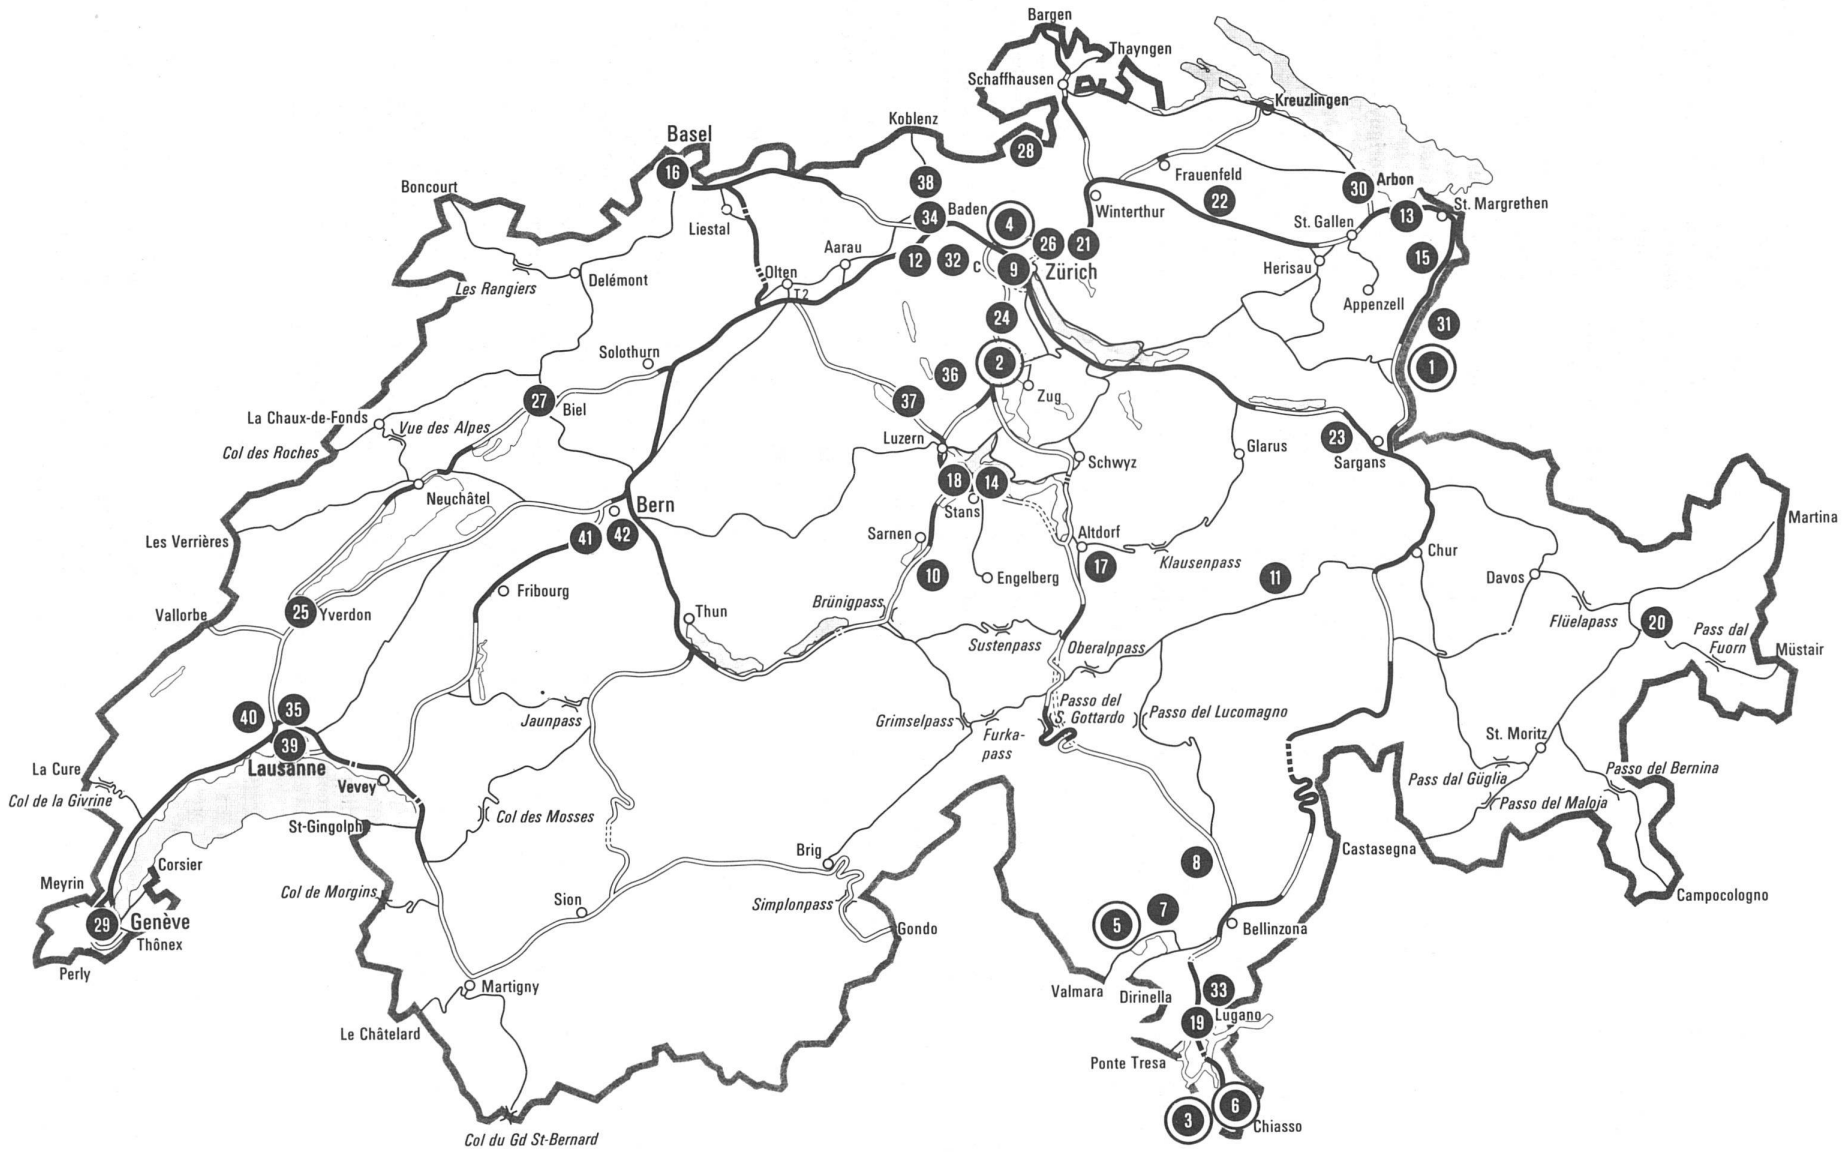 Bargen
Thayngen
Schaffhausen
Kreuzlingen
Koblenz
Basel
28
16
Frauenfeld
Boncourt
38
30
Arbon
22
Winterthur
St. Margrethen
Baden
34
4
13
Liestal
St. Gallen
26
21
Aarau
12
32
C
9
Zürich
15
Olten
Herisau
Delémont
Les Rangiers
T2
Appenzell
24
31
Solothurn
2
1
36
Zug
27
Biel
37
La Chaux-de-Fonds
Vue des Alpes
Luzern
23
Glarus
Col des Roches
Sargans
Schwyz
18
14
Neuchâtel
Bern
Stans
Martina
Les Verrières
41
42
Sarnen
Altdorf
Klausenpass
Chur
17
10
Engelberg
11
Davos
Fribourg
Brünigpass
Vallorbe
25
Yverdon
Thun
Flüelapass
20
Pass dal
Fuorn
Sustenpass
Oberalppass
Müstair
40
35
Jaunpass
Grimselpass
Passo del
S. Gottardo
Passo del Lucomagno
Furka-
pass
St. Moritz
39
Lausanne
La Cure
Vevey
Pass dal Güglia
Passo del Bernina
Col de la Givrine
Passo del Maloja
St-Gingolph
Col des Mosses
Castasegna
Brig
8
Corsier
Meyrin
Col de Morgins
Campocologno
Sion
Simplonpass
29
Genève
5
7
Gondo
Bellinzona
Thônex
Perly
Martigny
Valmara
Dirinella
33
19
Lugano
Le Châtelard
Ponte Tresa
3
6
Chiasso
Col du Gd St-Bernard